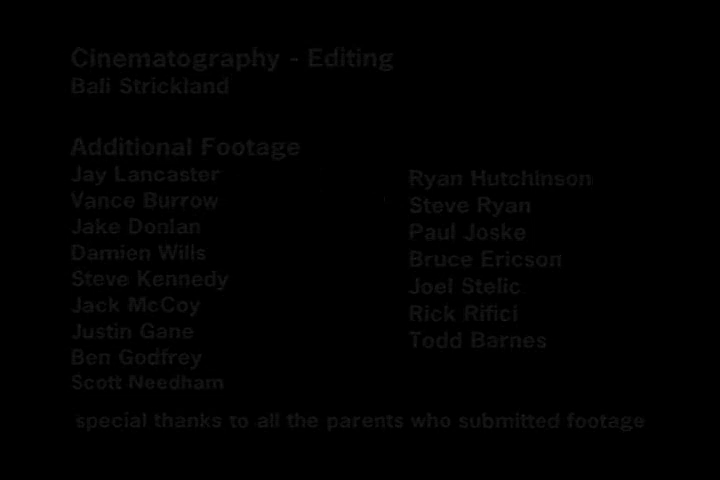 Cinematography - Editing
Bali Strickland
Additional Footage
Jay Lancaster
Vance Burrow
Jake Donlan
Damien Wills
Steve Kennedy
Jack McCoy
Justin Gane
Ben Godfrey
Scott Needham
Ryan Hutchinson
Steve Ryan
Paul Joske
Bruce Ericson
Joel Stelic
Rick Rifici
Todd Barnes
special thanks to all the parents who submitted footage